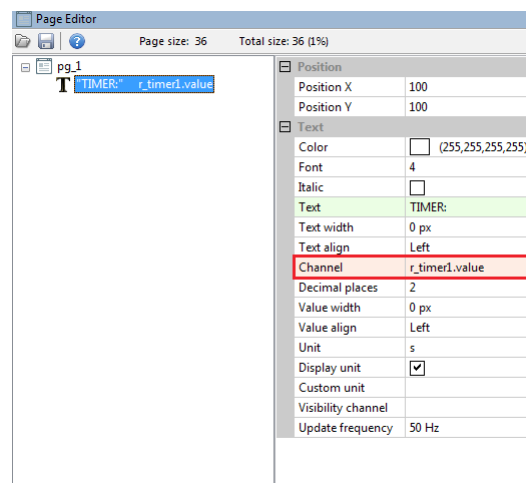 Page Editor
Page size: 36 Total size: 36 (1%)
pg_1
T "TIMER:" r_timer1.value
Position
Position X 100
Position Y 100
Text
Color (255,255,255,255)
Font 4
Italic
Text TIMER:
Text width 0 px
Text align Left
Channel r_timer1.value
Decimal places 2
Value width 0 px
Value align Left
Unit s
Display unit
Custom unit
Visibility channel
Update frequency 50 Hz